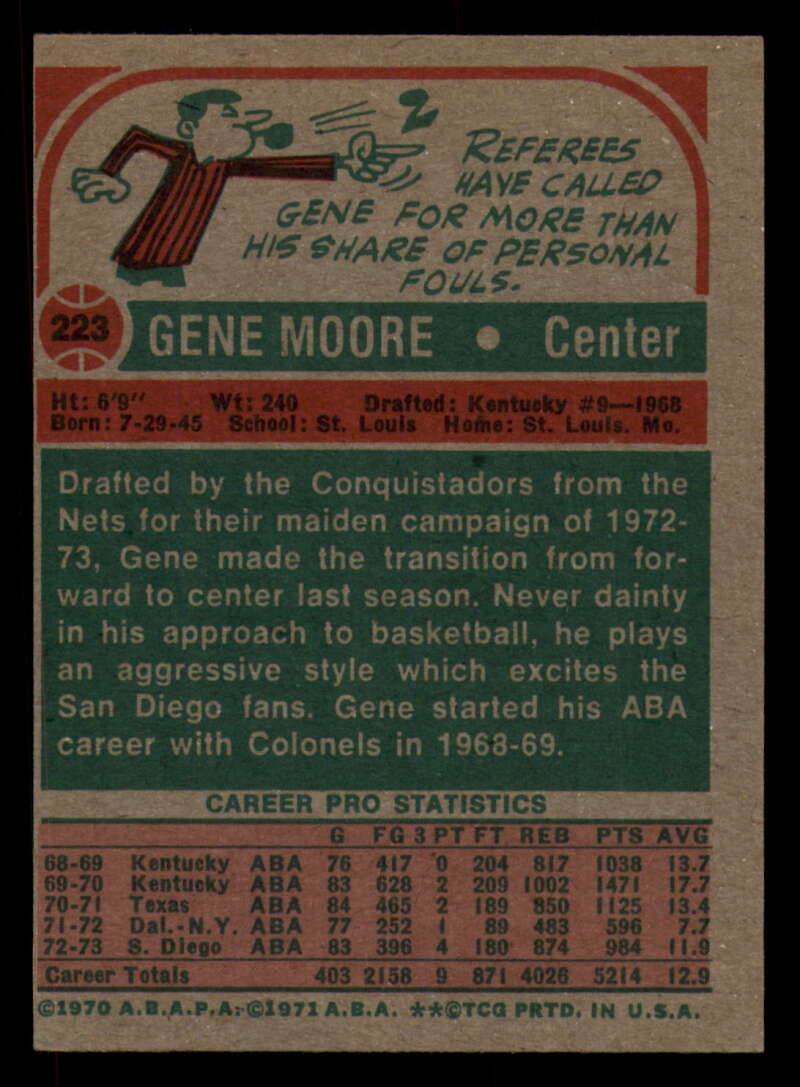 2
REFEREES
HAVE CALLED
GENE FOR MORE THAN
HIS SHARE OF PERSONAL
FOULS.
223 GENE MOORE • Center
Ht: 6'9" Wt: 240 Drafted: Kentucky #9—1968
Born: 7-29-45 School: St. Louis Home: St. Louis, Mo.
Drafted by the Conquistadors from the
Nets for their maiden campaign of 1972-
73, Gene made the transition from for-
ward to center last season. Never dainty
in his approach to basketball, he plays
an aggressive style which excites the
San Diego fans. Gene started his ABA
career with Colonels in 1968-69.
CAREER PRO STATISTICS
G FG 3 PT FT REB PTS AVG
68-69 Kentucky ABA 76 417 0 204 817 1038 13.7
69-70 Kentucky ABA 83 628 2 209 1002 1471 17.7
70-71 Texas ABA 84 465 2 189 850 1125 13.4
71-72 Dal.-N.Y. ABA 77 252 1 89 483 596 7.7
72-73 S. Diego ABA 83 396 4 180 874 984 11.9
Career Totals 403 2158 9 871 4026 5214 12.9
©1970 A.B.A.P.A. ©1971 A.B.A. **©TCG PRTD. IN U.S.A.